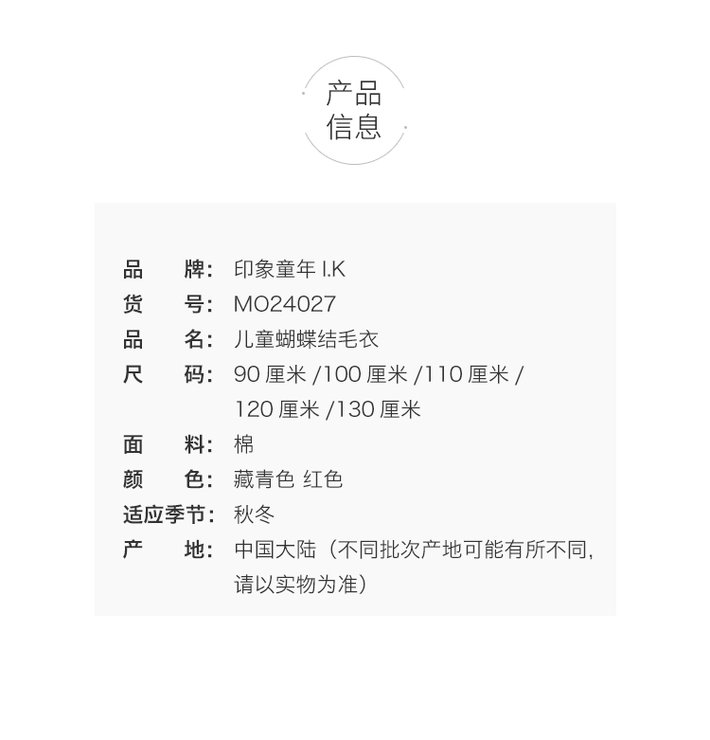 产品
信息
品 牌： 印象童年 I.K
货 号： MO24027
品 名： 儿童蝴蝶结毛衣
尺 码： 90 厘米 /100 厘米 /110 厘米 /
120 厘米 /130 厘米
面 料： 棉
颜 色： 藏青色 红色
适应季节： 秋冬
产 地： 中国大陆（不同批次产地可能有所不同，
请以实物为准）